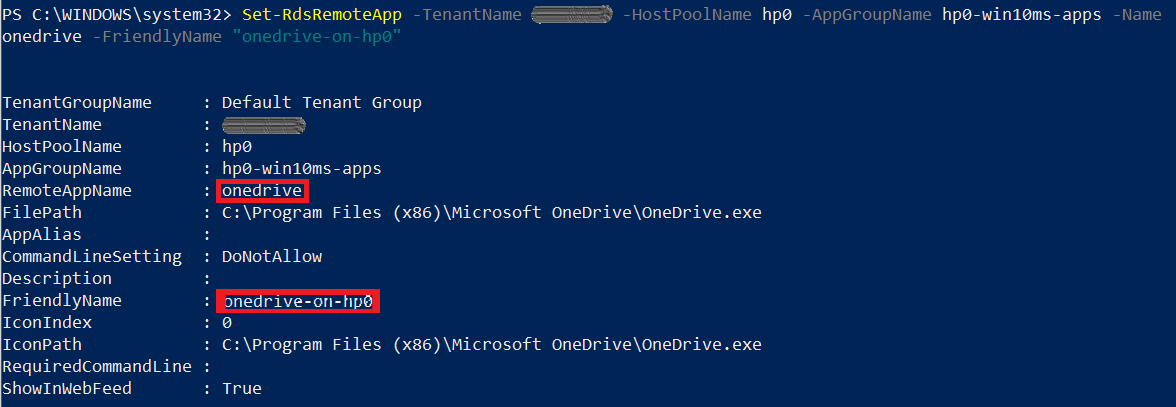 PS C:\WINDOWS\system32> Set-RdsRemoteApp -TenantName -HostPoolName hp0 -AppGroupName hp0-win10ms-apps -Name
onedrive -FriendlyName "onedrive-on-hp0"
TenantGroupName : Default Tenant Group
TenantName :
HostPoolName : hp0
AppGroupName : hp0-win10ms-apps
RemoteAppName : onedrive
FilePath : C:\Program Files (x86)\Microsoft OneDrive\OneDrive.exe
AppAlias :
CommandLineSetting : DoNotAllow
Description :
FriendlyName : onedrive-on-hp0
IconIndex : 0
IconPath : C:\Program Files (x86)\Microsoft OneDrive\OneDrive.exe
RequiredCommandLine :
ShowInWebFeed : True